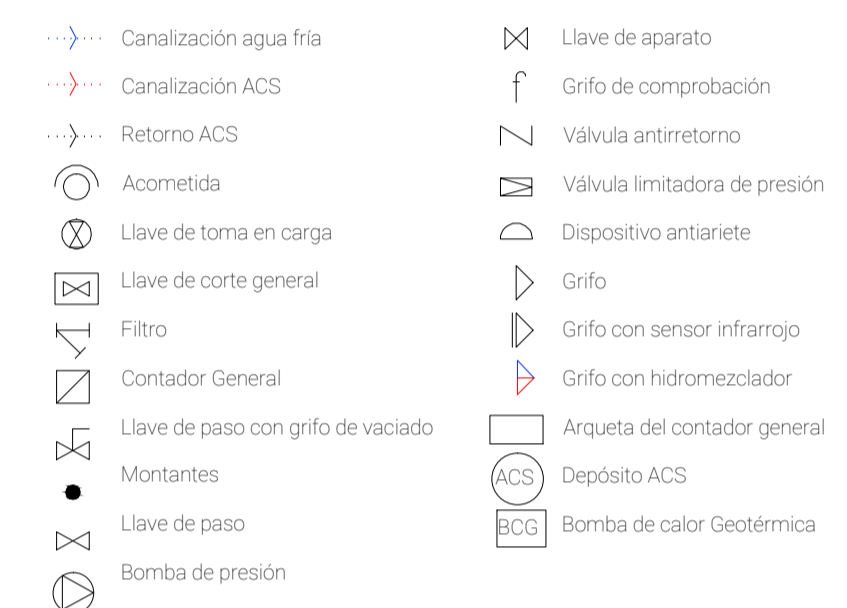 Canalización agua fría
Canalización ACS
Retorno ACS
Acometida
Llave de toma en carga
Llave de corte general
Filtro
Contador General
Llave de paso con grifo de vaciado
Montantes
Llave de paso
Bomba de presión
Llave de aparato
Grifo de comprobación
Válvula antirretorno
Válvula limitadora de presión
Dispositivo antiariete
Grifo
Grifo con sensor infrarrojo
Grifo con hidromezclador
Arqueta del contador general
ACS Depósito ACS
BCG Bomba de calor Geotérmica